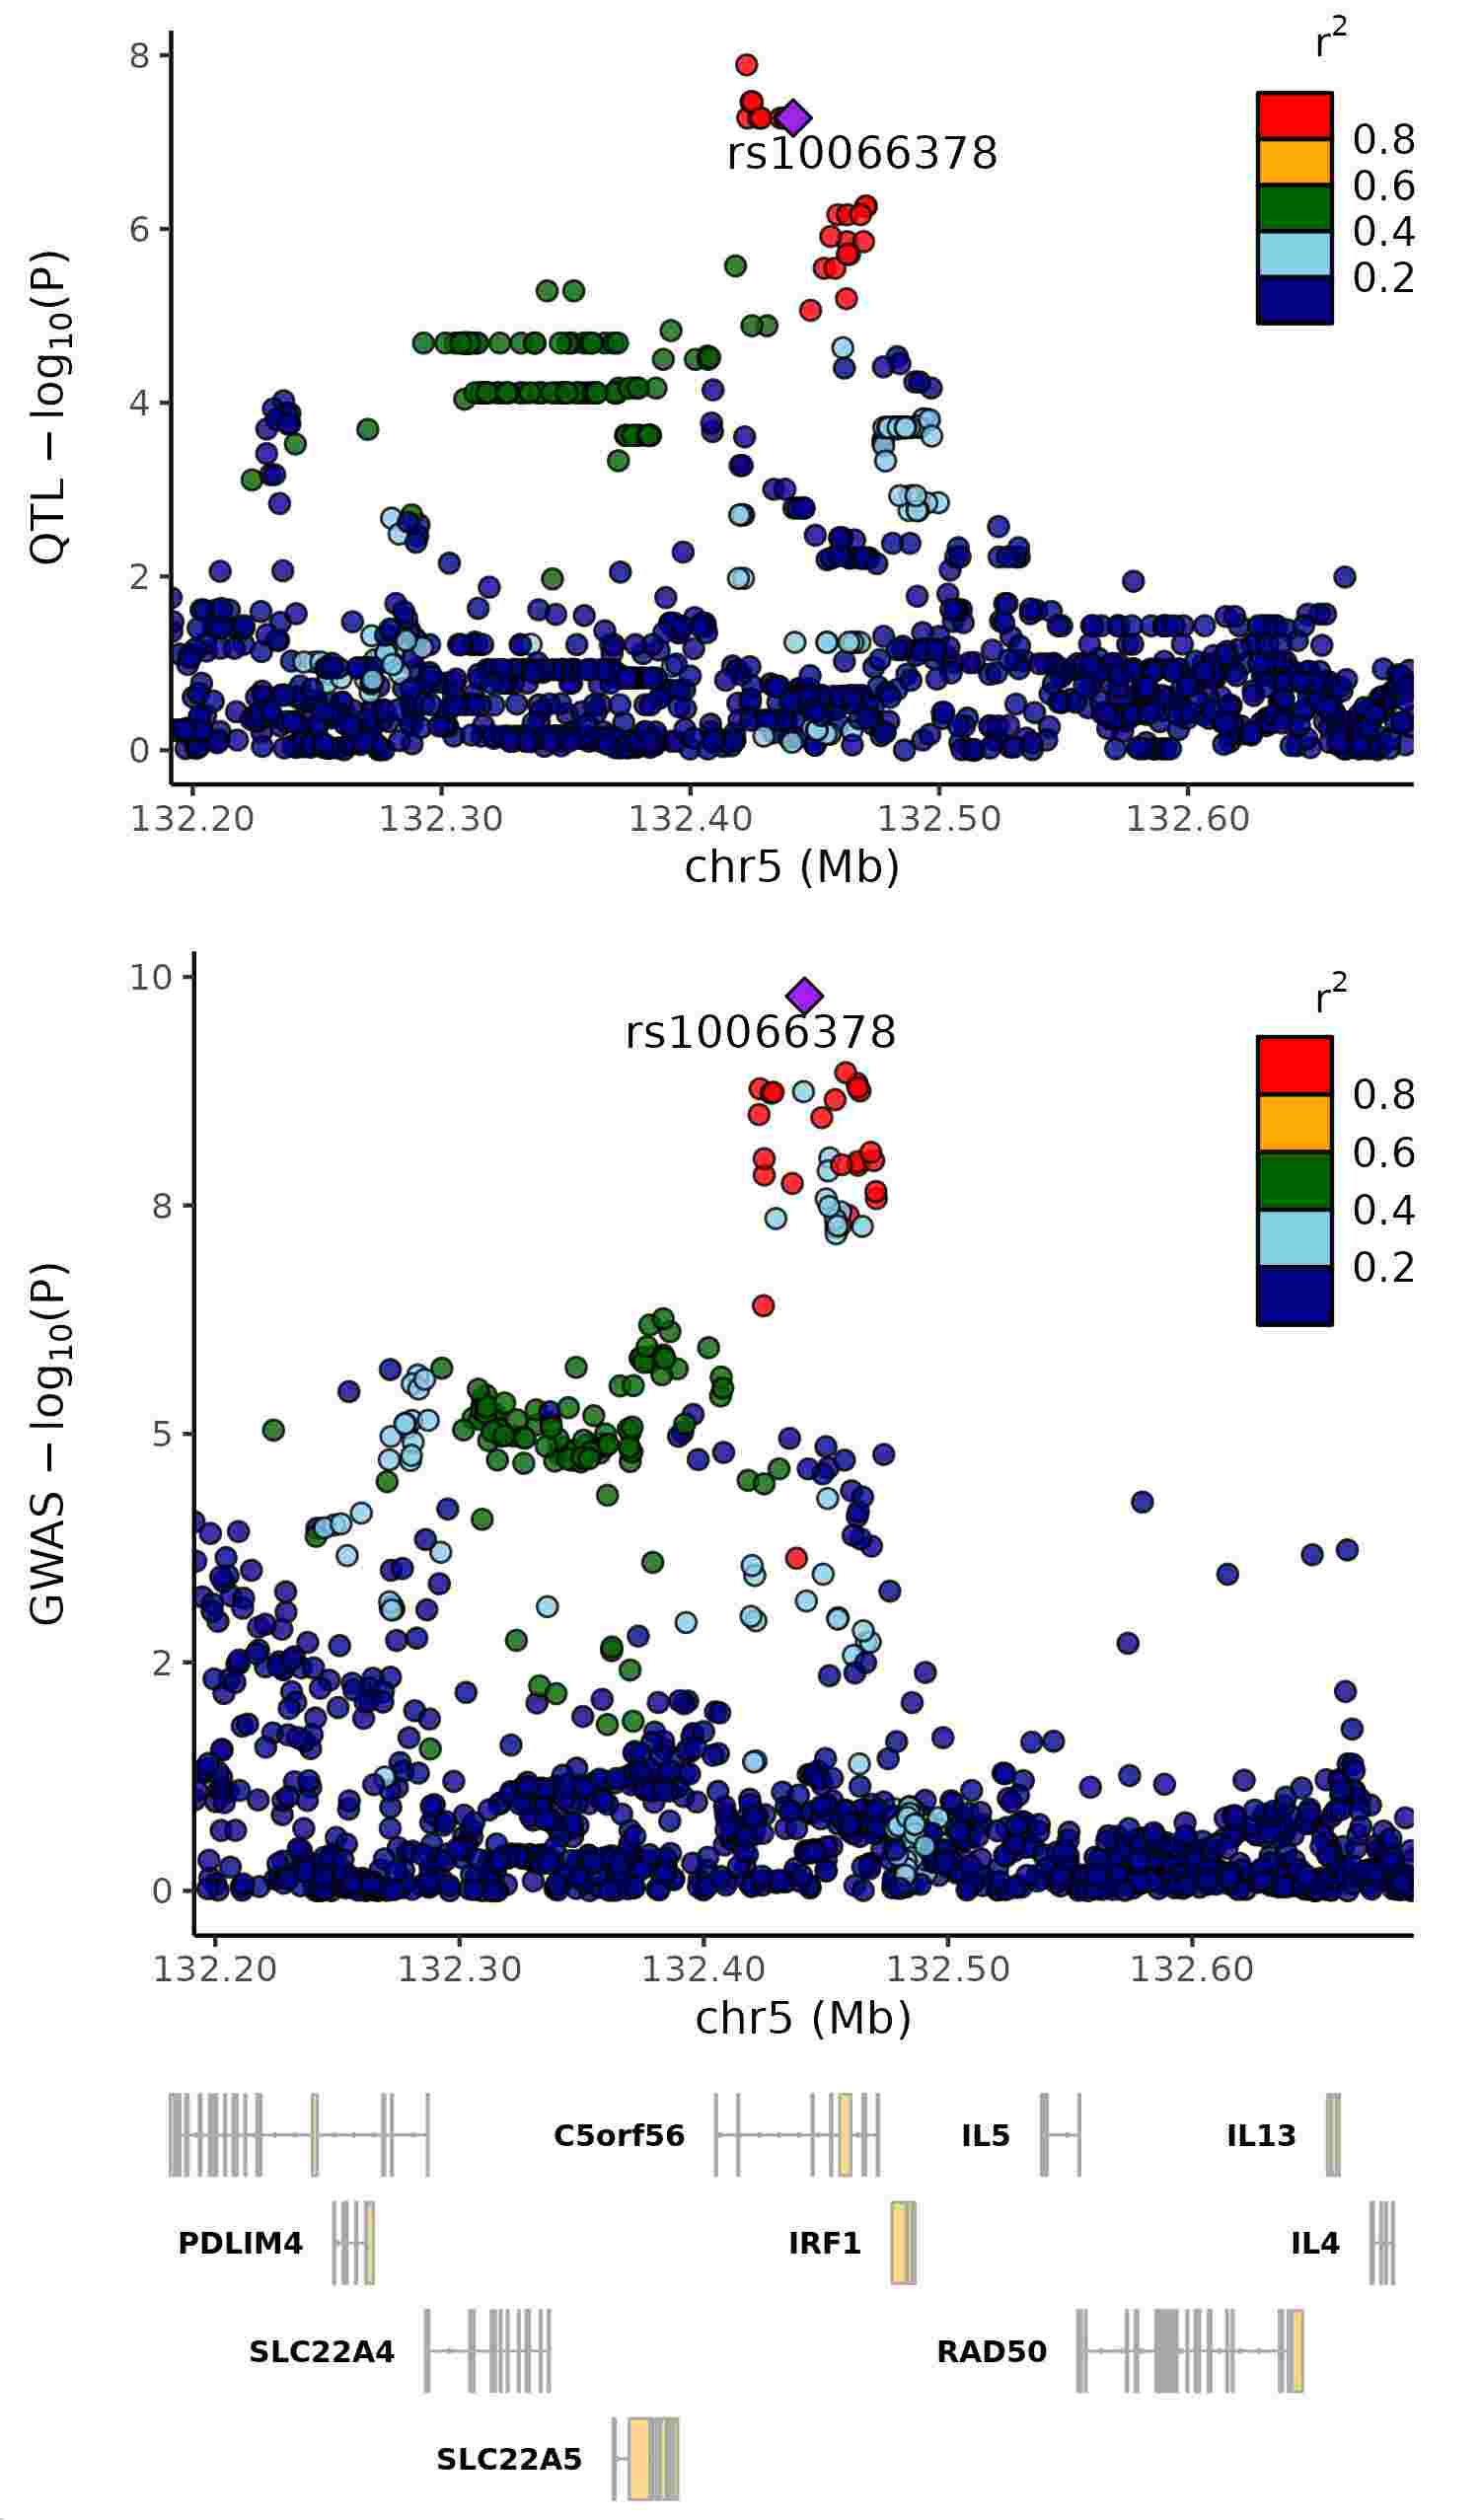 r²
8
6
4
2
0
QTL −log₁₀(P)
rs10066378
0.8
0.6
0.4
0.2
132.20 132.30 132.40 132.50 132.60
chr5 (Mb)
r²
10
8
5
2
0
GWAS −log₁₀(P)
rs10066378
0.8
0.6
0.4
0.2
132.20 132.30 132.40 132.50 132.60
chr5 (Mb)
C5orf56 IL5 IL13
PDLIM4 IRF1 IL4
SLC22A4 RAD50
SLC22A5